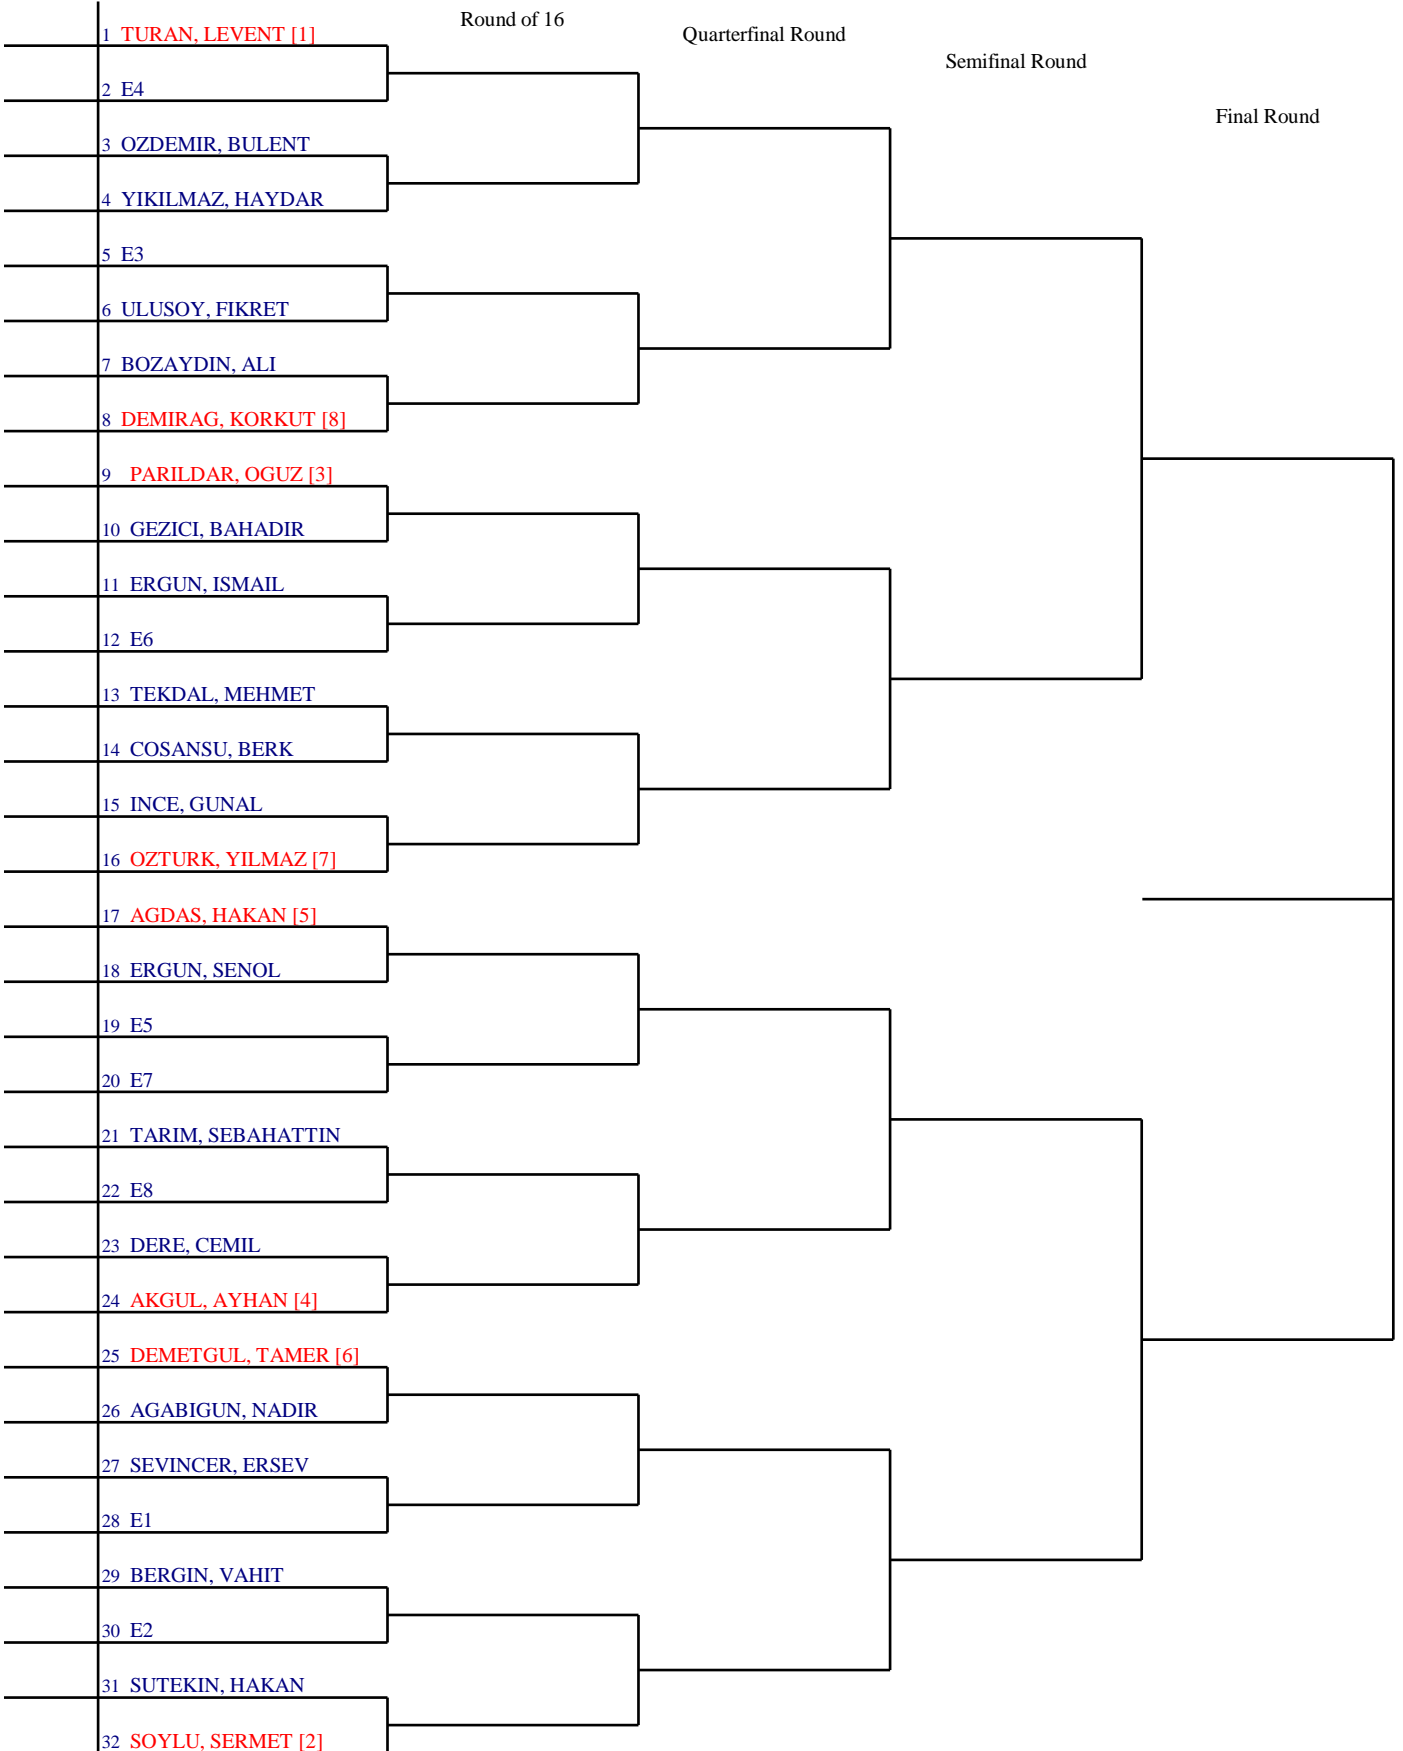 Round of 16
Quarterfinal Round
Semifinal Round
Final Round
1 TURAN, LEVENT [1]
2 E4
3 OZDEMIR, BULENT
4 YIKILMAZ, HAYDAR
5 E3
6 ULUSOY, FIKRET
7 BOZAYDIN, ALI
8 DEMIRAG, KORKUT [8]
9 PARILDAR, OGUZ [3]
10 GEZICI, BAHADIR
11 ERGUN, ISMAIL
12 E6
13 TEKDAL, MEHMET
14 COSANSU, BERK
15 INCE, GUNAL
16 OZTURK, YILMAZ [7]
17 AGDAS, HAKAN [5]
18 ERGUN, SENOL
19 E5
20 E7
21 TARIM, SEBAHATTIN
22 E8
23 DERE, CEMIL
24 AKGUL, AYHAN [4]
25 DEMETGUL, TAMER [6]
26 AGABIGUN, NADIR
27 SEVINCER, ERSEV
28 E1
29 BERGIN, VAHIT
30 E2
31 SUTEKIN, HAKAN
32 SOYLU, SERMET [2]